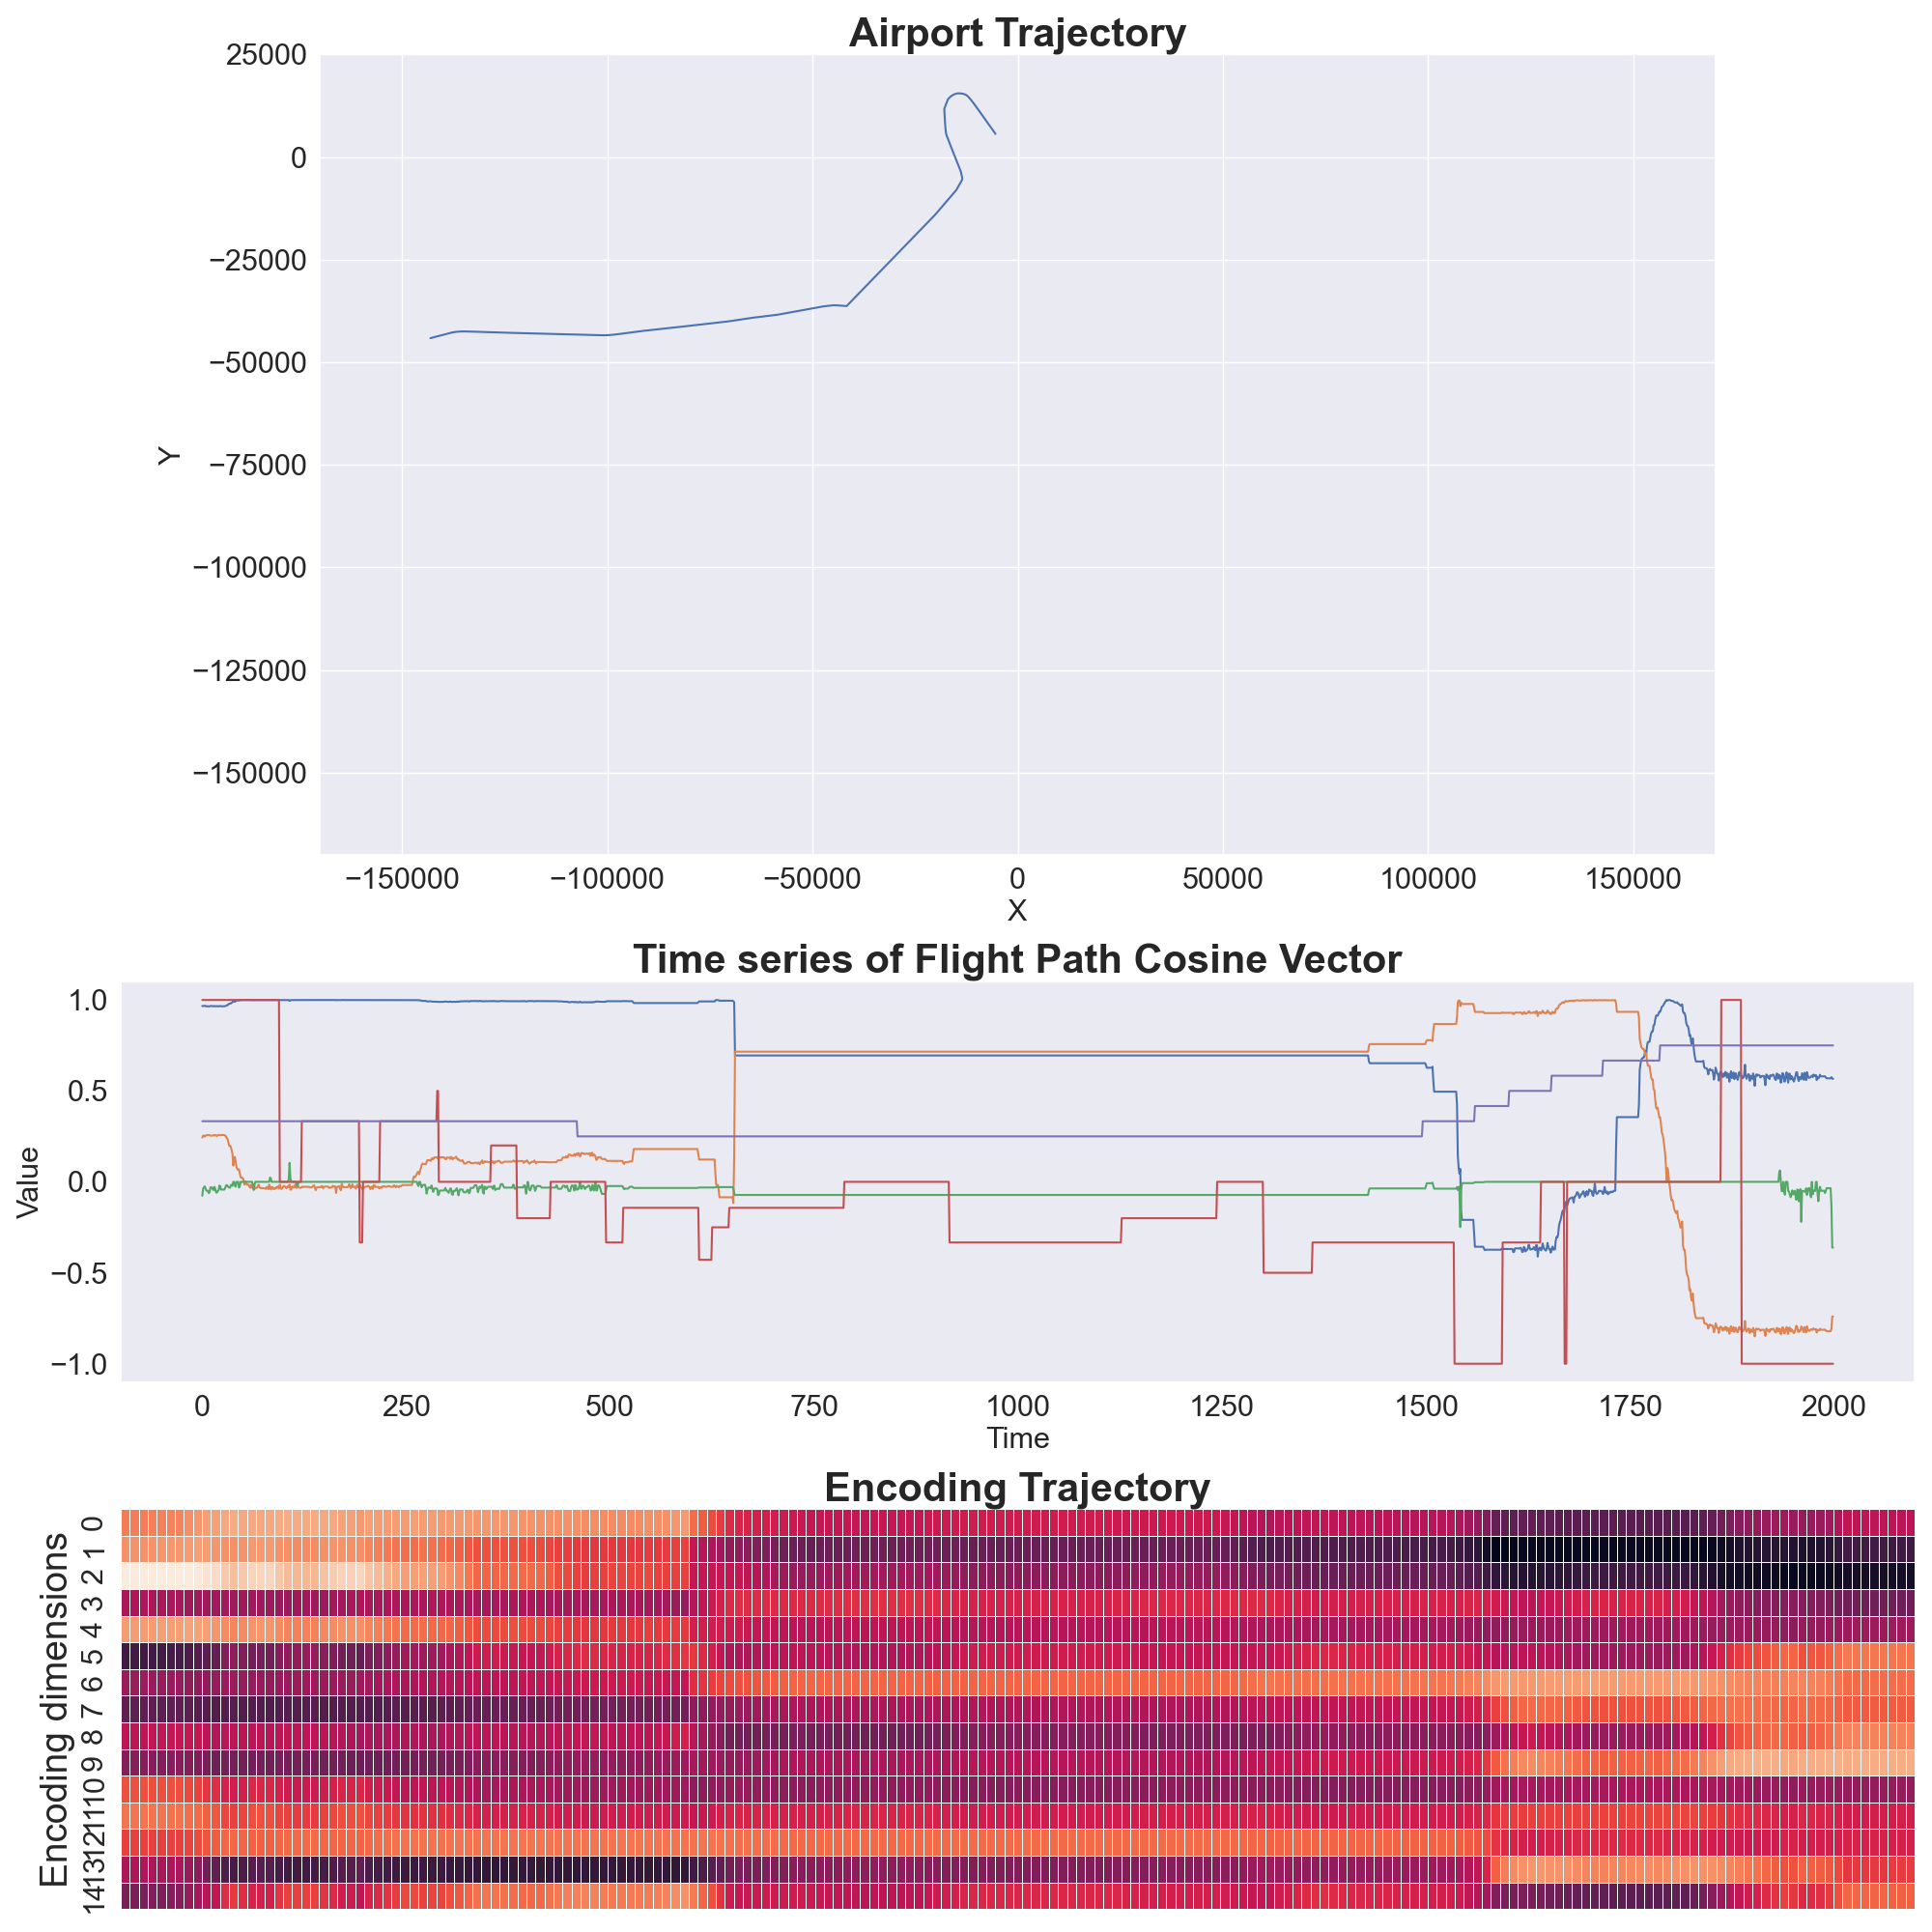 Airport Trajectory
25000
0
−25000
−50000
−75000
−100000
−125000
−150000
Y
−150000 −100000 −50000 0 50000 100000 150000
X
Time series of Flight Path Cosine Vector
1.0
0.5
0.0
−0.5
−1.0
Value
0 250 500 750 1000 1250 1500 1750 2000
Time
Encoding Trajectory
Encoding dimensions
0
1
2
3
4
5
6
7
8
9
10
11
12
13
14